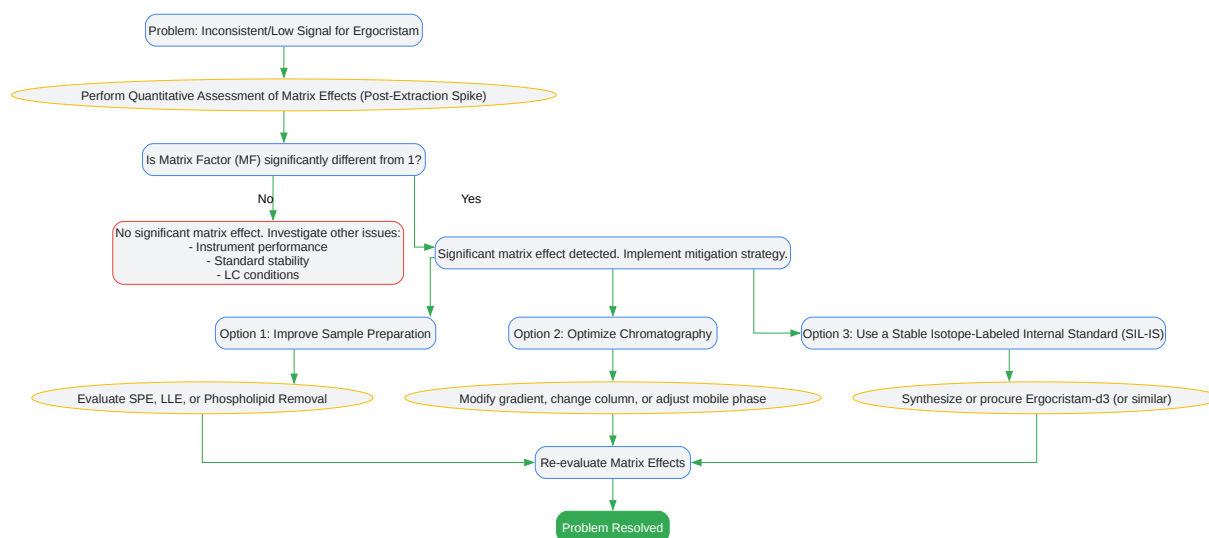 Problem: Inconsistent/Low Signal for Ergocristam
Perform Quantitative Assessment of Matrix Effects (Post-Extraction Spike)
Is Matrix Factor (MF) significantly different from 1?
No
Yes
No significant matrix effect. Investigate other issues:
- Instrument performance
- Standard stability
- LC conditions
Significant matrix effect detected. Implement mitigation strategy.
Option 1: Improve Sample Preparation
Option 2: Optimize Chromatography
Option 3: Use a Stable Isotope-Labeled Internal Standard (SIL-IS)
Evaluate SPE, LLE, or Phospholipid Removal
Modify gradient, change column, or adjust mobile phase
Synthesize or procure Ergocristam-d3 (or similar)
Re-evaluate Matrix Effects
Problem Resolved